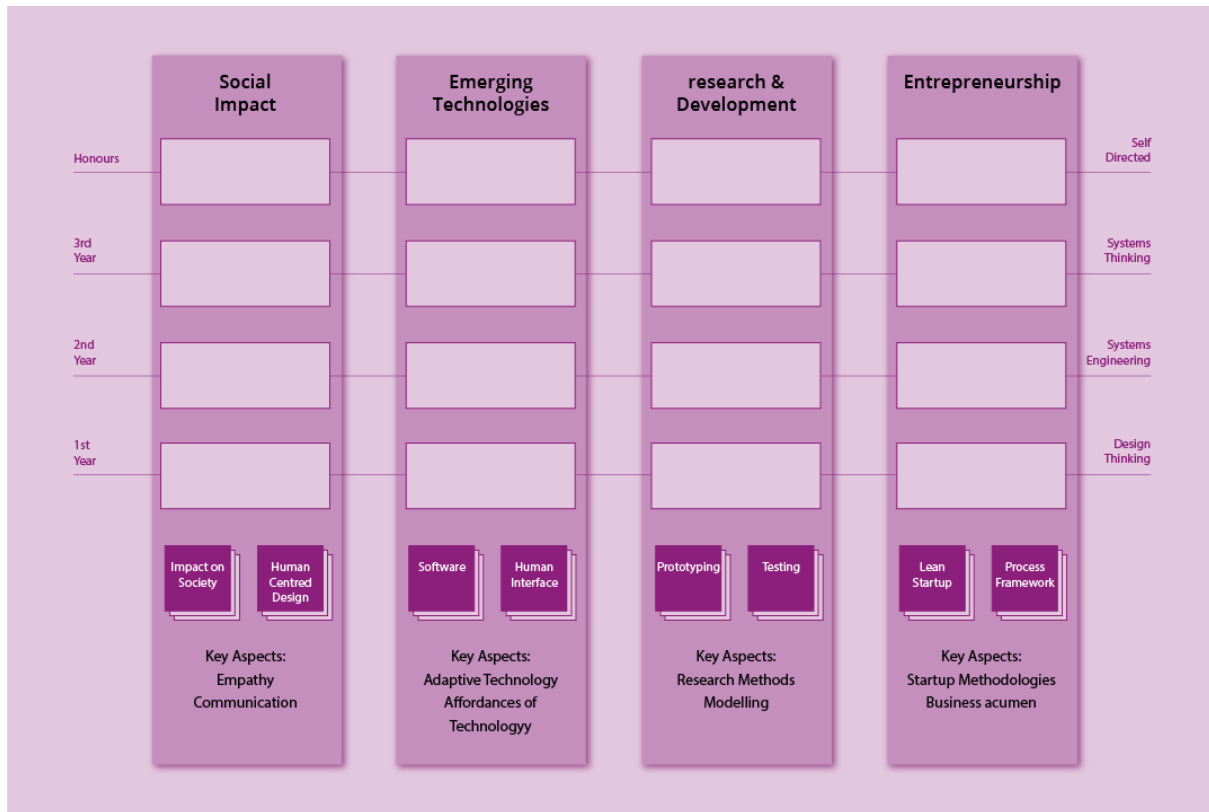 Social
Impact
Emerging
Technologies
research &
Development
Entrepreneurship
Honours
Self
Directed
3rd
Year
Systems
Thinking
2nd
Year
Systems
Engineering
1st
Year
Design
Thinking
Impact on
Society
Human
Centred
Design
Software
Human
Interface
Prototyping
Testing
Lean
Startup
Process
Framework
Key Aspects:
Empathy
Communication
Key Aspects:
Adaptive Technology
Affordances of
Technologyy
Key Aspects:
Research Methods
Modelling
Key Aspects:
Startup Methodologies
Business acumen